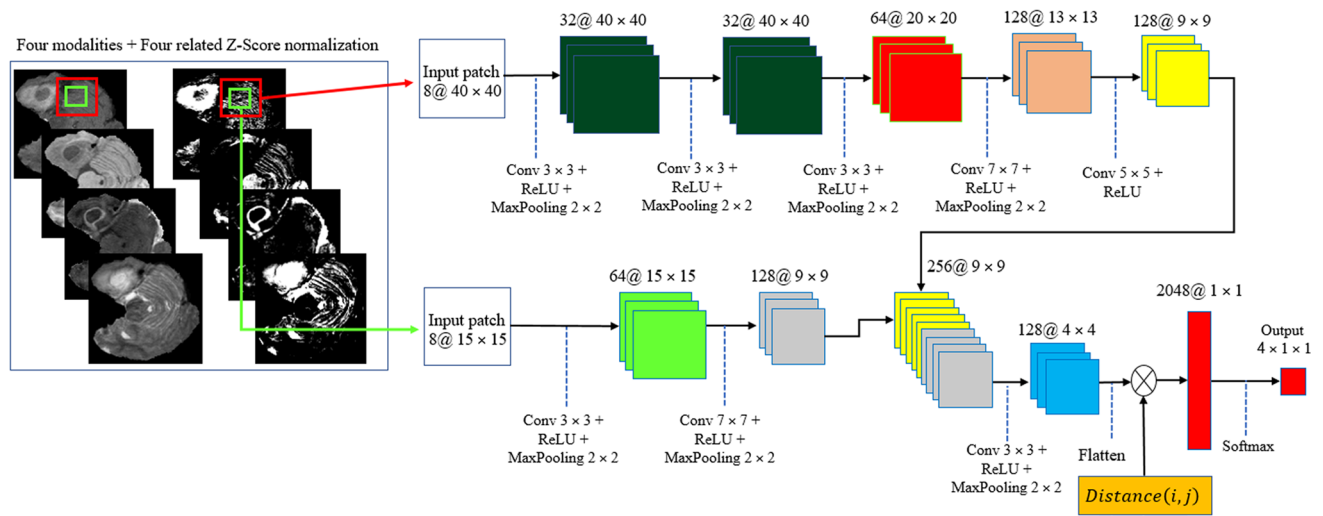 Four modalities + Four related Z-Score normalization
Input patch
8@ 40 × 40
32@ 40 × 40
32@ 40 × 40
64@ 20 × 20
128@ 13 × 13
128@ 9 × 9
Conv 3 × 3 +
ReLU +
MaxPooling 2 × 2
Conv 3 × 3 +
ReLU +
MaxPooling 2 × 2
Conv 3 × 3 +
ReLU +
MaxPooling 2 × 2
Conv 7 × 7 +
ReLU +
MaxPooling 2 × 2
Conv 5 × 5 +
ReLU
Input patch
8@ 15 × 15
64@ 15 × 15
128@ 9 × 9
256@ 9 × 9
128@ 4 × 4
2048@ 1 × 1
Output
4 × 1 × 1
Conv 3 × 3 +
ReLU +
MaxPooling 2 × 2
Conv 7 × 7 +
ReLU +
MaxPooling 2 × 2
Conv 3 × 3 +
ReLU +
MaxPooling 2 × 2
Flatten
Softmax
Distance(i, j)